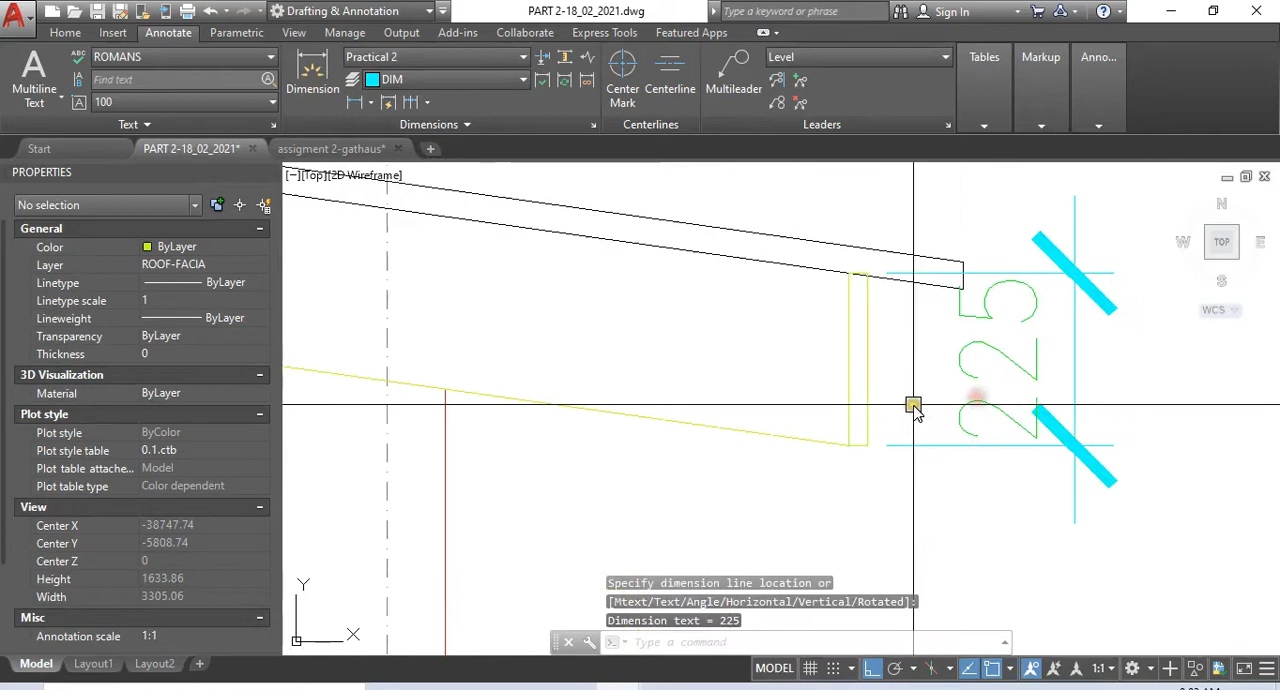 A
Drafting & Annotation
PART 2-18_02_2021.dwg
Type a keyword or phrase
Sign In
Home
Insert
Annotate
Parametric
View
Manage
Output
Add-ins
Collaborate
Express Tools
Featured Apps
Multiline
Text
ABC
ROMANS
Find text
100
Text
Dimension
Practical 2
DIM
Dimensions
Center
Mark
Centerline
Centerlines
Multileader
Level
Leaders
Tables
Markup
Anno...
Start
PART 2-18_02_2021*
assigment 2-gathaus*
PROPERTIES
No selection
General
Color ByLayer
Layer ROOF-FACIA
Linetype ByLayer
Linetype scale 1
Lineweight ByLayer
Transparency ByLayer
Thickness 0
3D Visualization
Material ByLayer
Plot style
Plot style ByColor
Plot style table 0.1.ctb
Plot table attache... Model
Plot table type Color dependent
View
Center X -38747.74
Center Y -5808.74
Center Z 0
Height 1633.86
Width 3305.06
Misc
Annotation scale 1:1
[−][Top][2D Wireframe]
N
W
TOP
E
S
WCS
225
Y
X
Specify dimension line location or
[Mtext/Text/Angle/Horizontal/Vertical/Rotated]:
Dimension text = 225
Type a command
Model
Layout1
Layout2
MODEL
1:1